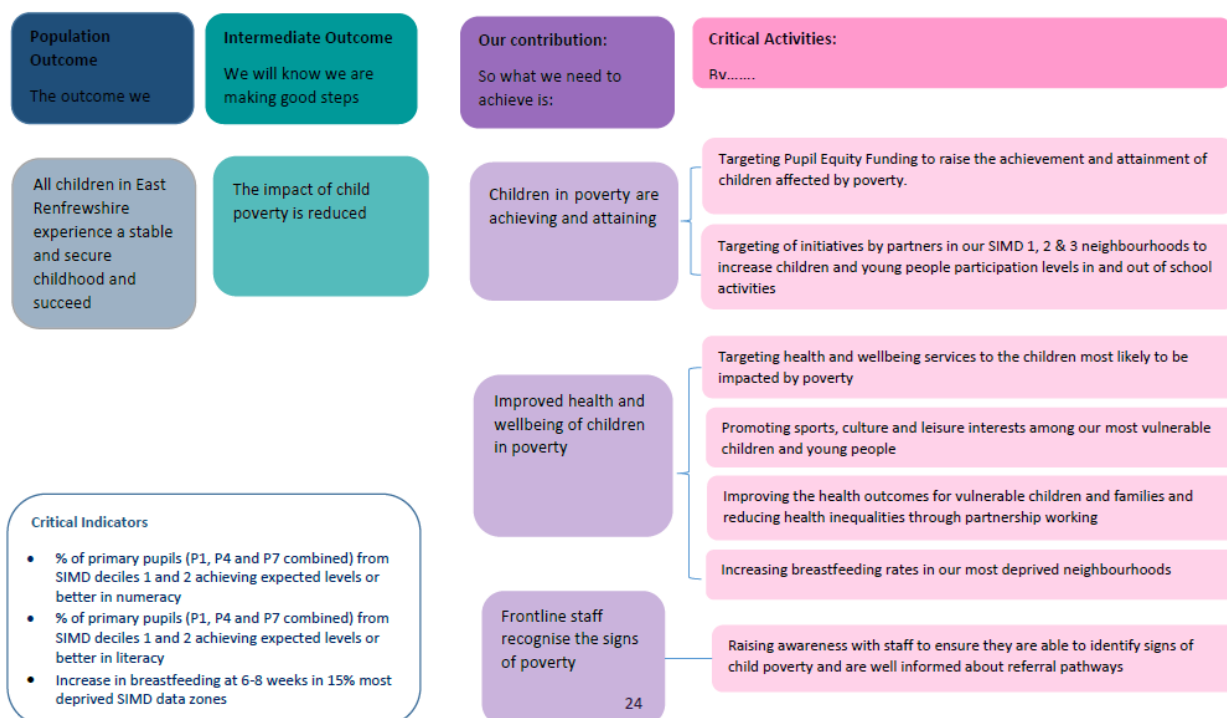 Population
Outcome
The outcome we
Intermediate Outcome
We will know we are
making good steps
Our contribution:
So what we need to
achieve is:
Critical Activities:
By.......
All children in East
Renfrewshire
experience a stable
and secure
childhood and
succeed
The impact of child
poverty is reduced
Children in poverty are
achieving and attaining
Targeting Pupil Equity Funding to raise the achievement and attainment of
children affected by poverty.
Targeting of initiatives by partners in our SIMD 1, 2 & 3 neighbourhoods to
increase children and young people participation levels in and out of school
activities
Improved health and
wellbeing of children
in poverty
Targeting health and wellbeing services to the children most likely to be
impacted by poverty
Promoting sports, culture and leisure interests among our most vulnerable
children and young people
Improving the health outcomes for vulnerable children and families and
reducing health inequalities through partnership working
Increasing breastfeeding rates in our most deprived neighbourhoods
Frontline staff
recognise the signs
of poverty
Raising awareness with staff to ensure they are able to identify signs of
child poverty and are well informed about referral pathways
Critical Indicators
• % of primary pupils (P1, P4 and P7 combined) from
SIMD deciles 1 and 2 achieving expected levels or
better in numeracy
• % of primary pupils (P1, P4 and P7 combined) from
SIMD deciles 1 and 2 achieving expected levels or
better in literacy
• Increase in breastfeeding at 6-8 weeks in 15% most
deprived SIMD data zones
24